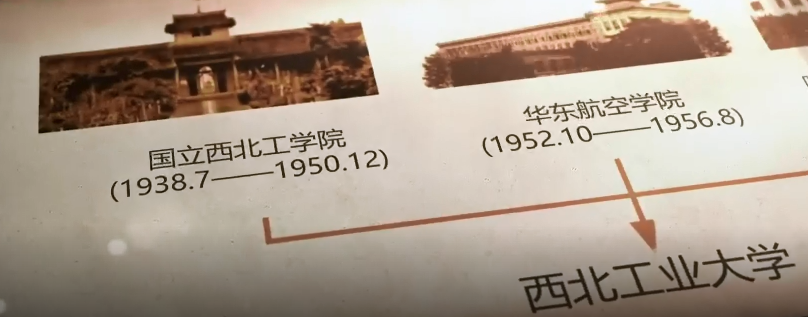 国立西北工学院
(1938.7——1950.12)
华东航空学院
(1952.10——1956.8)
西北工业大学